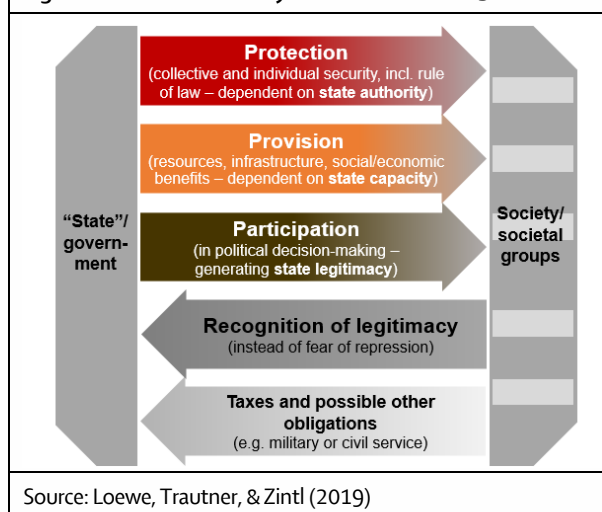 Protection
(collective and individual security, incl. rule
of law – dependent on state authority)
Provision
(resources, infrastructure, social/economic
benefits – dependent on state capacity)
“State”/
govern-
ment
Participation
(in political decision-making –
generating state legitimacy)
Society/
societal
groups
Recognition of legitimacy
(instead of fear of repression)
Taxes and possible other
obligations
(e.g. military or civil service)
Source: Loewe, Trautner, & Zintl (2019)